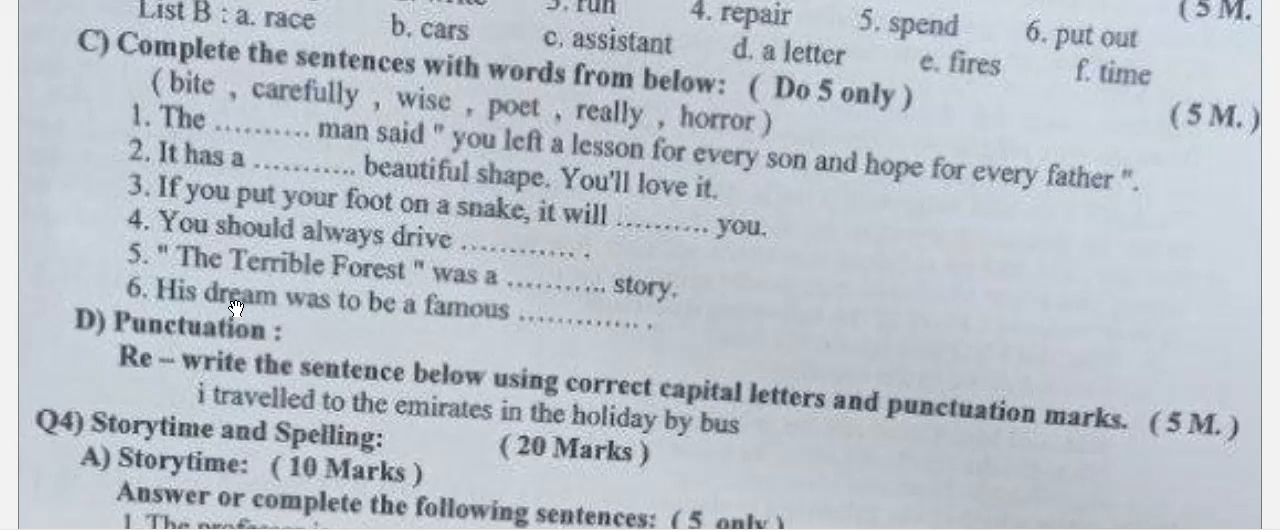 3. run 4. repair 5. spend 6. put out (5 M.
List B : a. race b. cars c. assistant d. a letter e. fires f. time
C) Complete the sentences with words from below: ( Do 5 only ) (5 M.)
( bite , carefully , wise , poet , really , horror )
1. The .......... man said " you left a lesson for every son and hope for every father ".
2. It has a ........... beautiful shape. You'll love it.
3. If you put your foot on a snake, it will .......... you.
4. You should always drive ............. .
5. " The Terrible Forest " was a ........... story.
6. His dream was to be a famous ............. .
D) Punctuation :
Re – write the sentence below using correct capital letters and punctuation marks. (5 M.)
i travelled to the emirates in the holiday by bus
Q4) Storytime and Spelling: ( 20 Marks )
A) Storytime: ( 10 Marks )
Answer or complete the following sentences: ( 5 only )
1. The